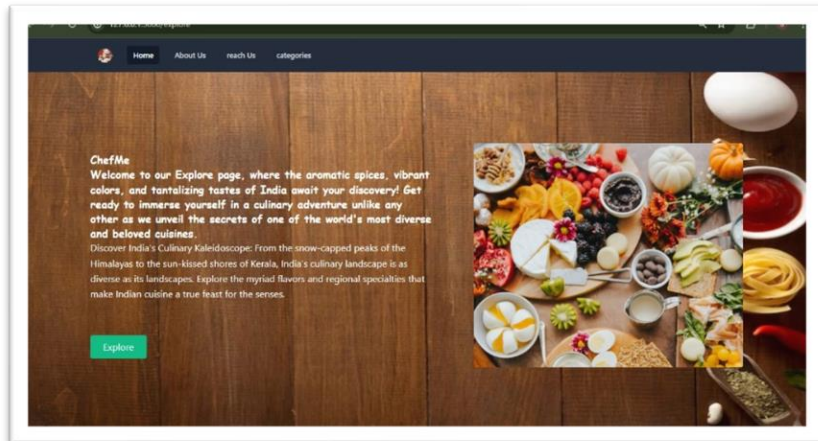 Home About Us reach Us categories
ChefMe
Welcome to our Explore page, where the aromatic spices, vibrant
colors, and tantalizing tastes of India await your discovery! Get
ready to immerse yourself in a culinary adventure unlike any
other as we unveil the secrets of one of the world's most diverse
and beloved cuisines.
Discover India's Culinary Kaleidoscope: From the snow-capped peaks of the
Himalayas to the sun-kissed shores of Kerala, India's culinary landscape is as
diverse as its landscapes. Explore the myriad flavors and regional specialties that
make Indian cuisine a true feast for the senses.
Explore